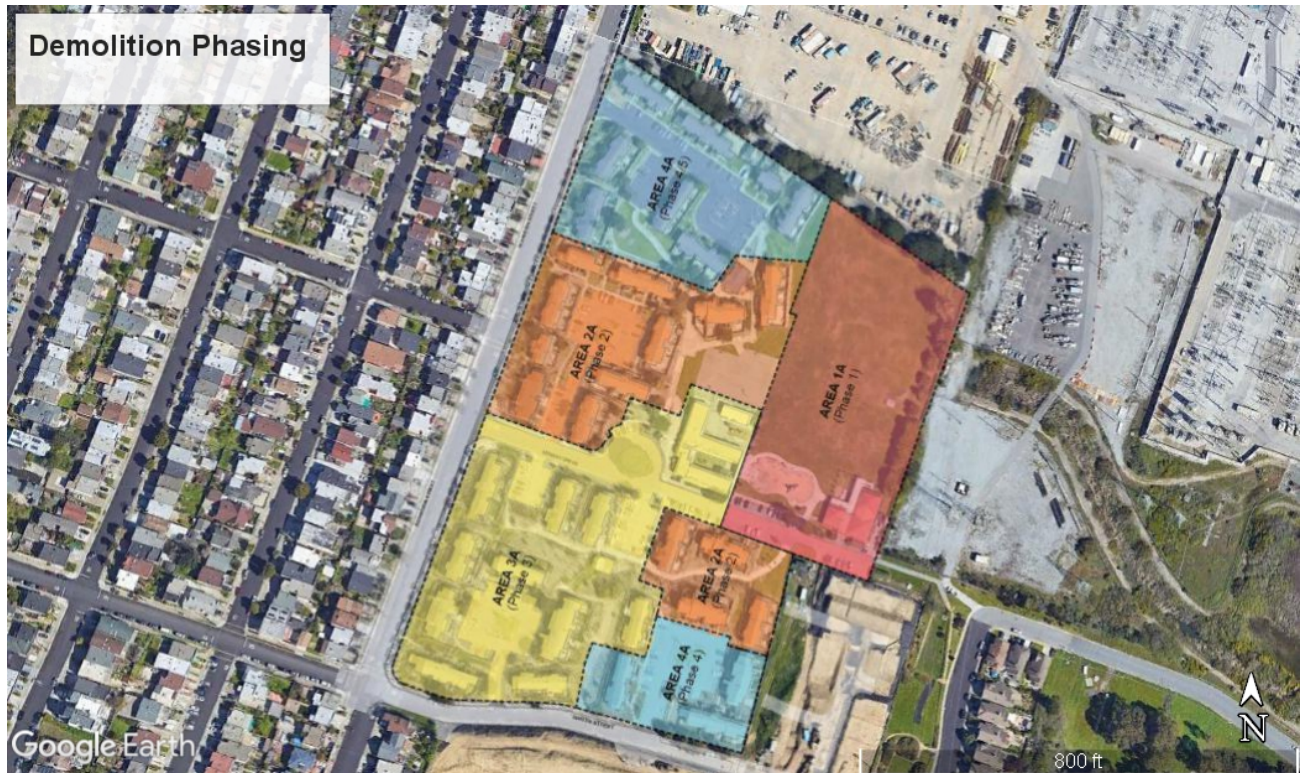 Demolition Phasing
AREA 4A
(Phase 4.5)
AREA 2A
(Phase 2)
AREA 1A
(Phase 1)
AREA 3A
(Phase 3)
AREA 2A
(Phase 2)
AREA 4A
(Phase 4)
Google Earth
N
800 ft